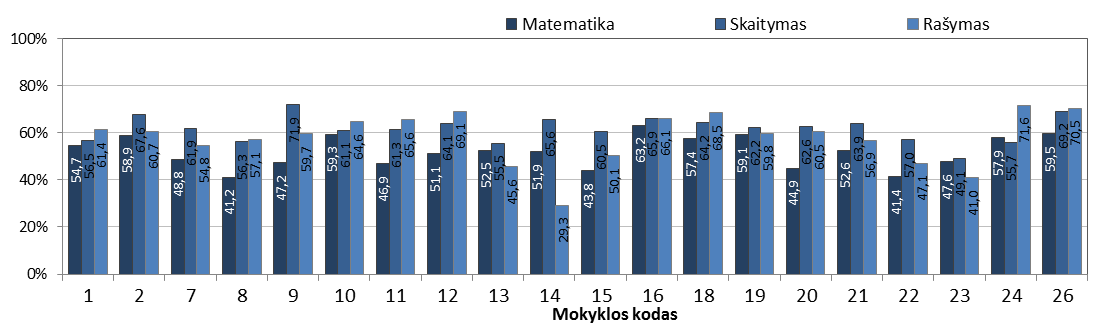 Matematika Skaitymas Rašymas
100%
80%
60%
40%
20%
0%
54,7 56,5 61,4 58,9 67,6 60,7 48,8 61,9 54,8 41,2 56,3 57,1 47,2 71,9 59,7 59,3 61,1 64,6 46,9 61,3 65,6 51,1 64,1 69,1 52,5 55,5 45,6 51,9 65,6 29,3 43,8 60,5 50,1 63,2 65,9 66,1 57,4 64,2 68,5 59,1 62,2 59,8 44,9 62,6 60,5 52,6 63,9 56,9 41,4 57,0 47,1 47,6 49,1 41,0 57,9 55,7 71,6 59,5 69,2 70,5
1 2 7 8 9 10 11 12 13 14 15 16 18 19 20 21 22 23 24 26
Mokyklos kodas